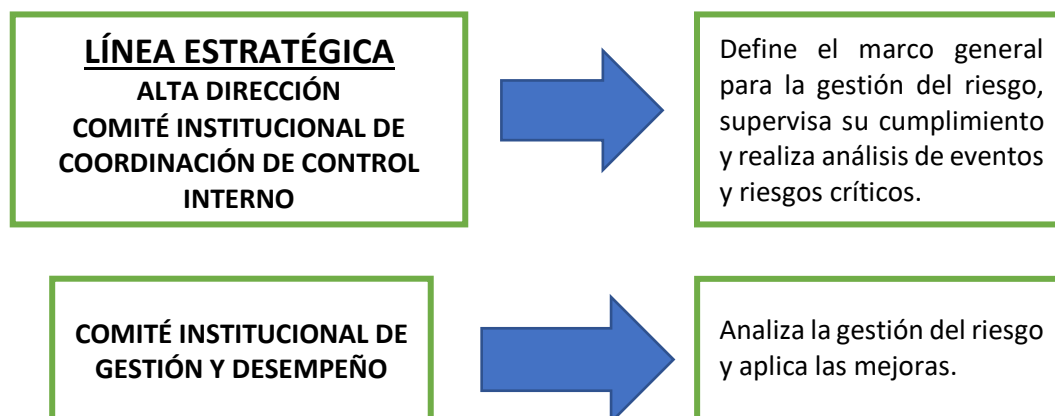 LÍNEA ESTRATÉGICA
ALTA DIRECCIÓN
COMITÉ INSTITUCIONAL DE
COORDINACIÓN DE CONTROL
INTERNO
Define el marco general
para la gestión del riesgo,
supervisa su cumplimiento
y realiza análisis de eventos
y riesgos críticos.
COMITÉ INSTITUCIONAL DE
GESTIÓN Y DESEMPEÑO
Analiza la gestión del riesgo
y aplica las mejoras.